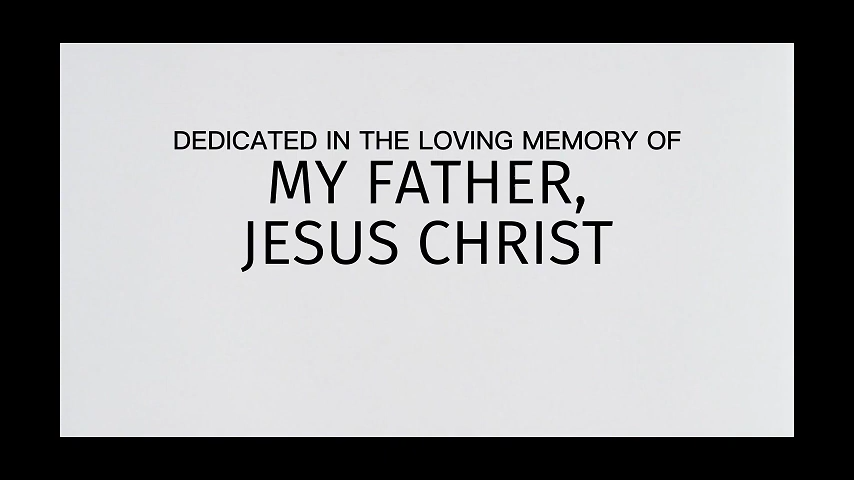 DEDICATED IN THE LOVING MEMORY OF
MY FATHER,
JESUS CHRIST